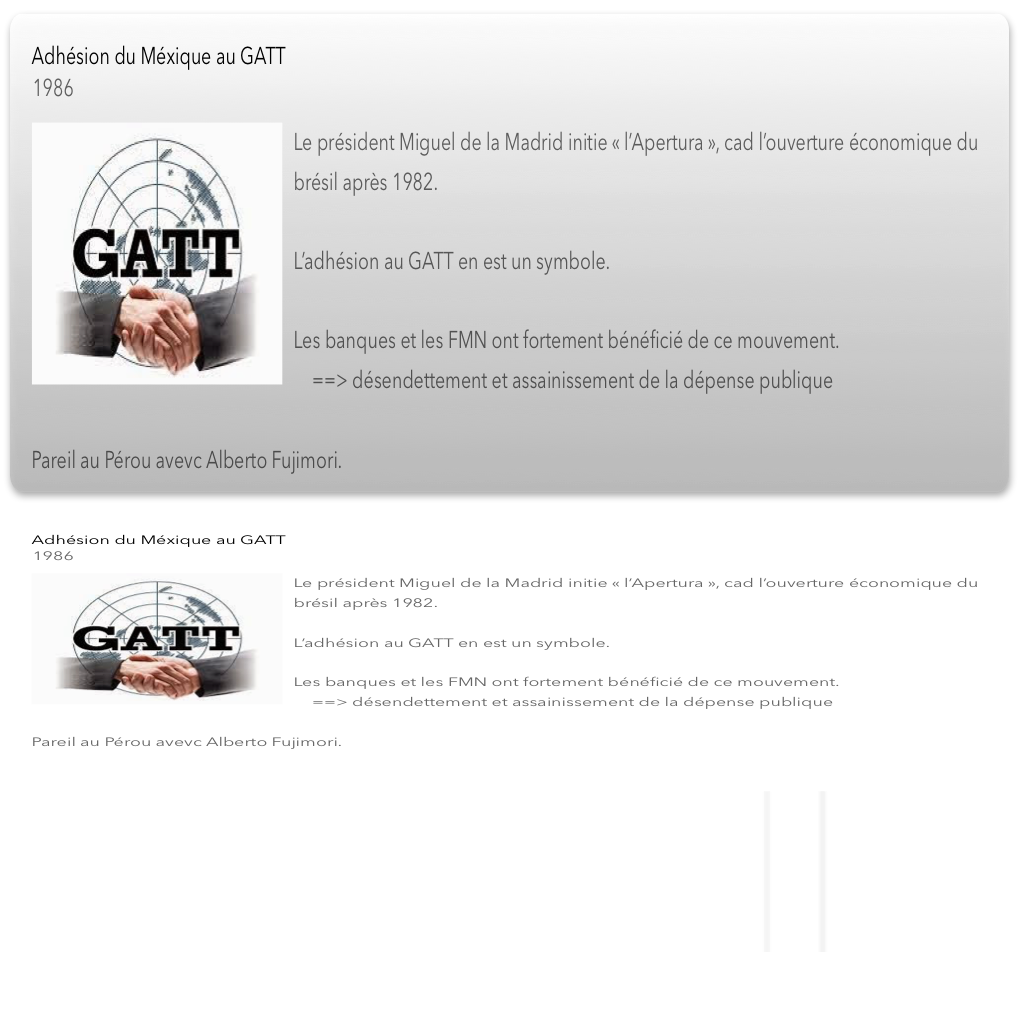 Adhésion du Méxique au GATT
1986
GATT
Le président Miguel de la Madrid initie « l’Apertura », cad l’ouverture économique du
brésil après 1982.
L’adhésion au GATT en est un symbole.
Les banques et les FMN ont fortement bénéficié de ce mouvement.
==> désendettement et assainissement de la dépense publique
Pareil au Pérou avevc Alberto Fujimori.
Adhésion du Méxique au GATT
1986
GATT
Le président Miguel de la Madrid initie « l’Apertura », cad l’ouverture économique du
brésil après 1982.
L’adhésion au GATT en est un symbole.
Les banques et les FMN ont fortement bénéficié de ce mouvement.
==> désendettement et assainissement de la dépense publique
Pareil au Pérou avevc Alberto Fujimori.